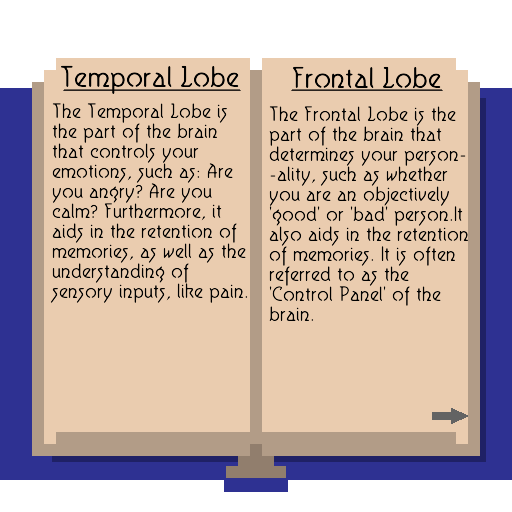 Temporal Lobe
The Temporal Lobe is
the part of the brain
that controls your
emotions, such as: Are
you angry? Are you
calm? Furthermore, it
aids in the retention of
memories, as well as the
understanding of
sensory inputs, like pain.
Frontal Lobe
The Frontal Lobe is the
part of the brain that
determines your person-
-ality, such as whether
you are an objectively
'good' or 'bad' person.It
also aids in the retention
of memories. It is often
referred to as the
'Control Panel' of the
brain.